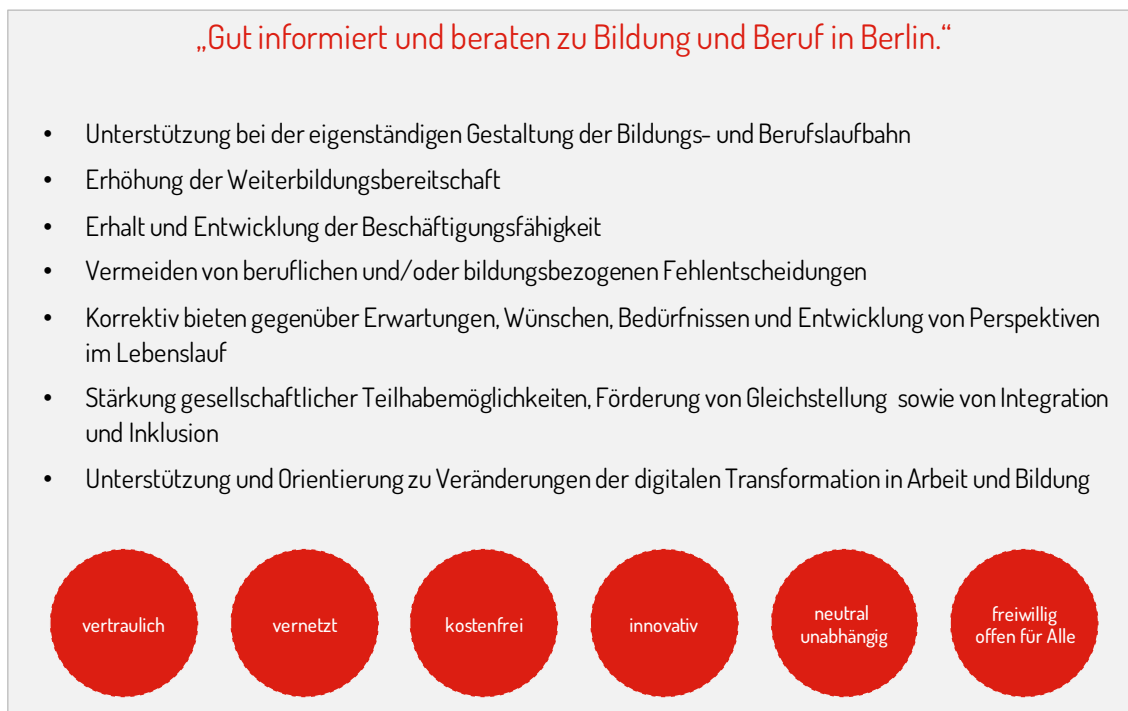 „Gut informiert und beraten zu Bildung und Beruf in Berlin.“
• Unterstützung bei der eigenständigen Gestaltung der Bildungs- und Berufslaufbahn
• Erhöhung der Weiterbildungsbereitschaft
• Erhalt und Entwicklung der Beschäftigungsfähigkeit
• Vermeiden von beruflichen und/oder bildungsbezogenen Fehlentscheidungen
• Korrektiv bieten gegenüber Erwartungen, Wünschen, Bedürfnissen und Entwicklung von Perspektiven
im Lebenslauf
• Stärkung gesellschaftlicher Teilhabemöglichkeiten, Förderung von Gleichstellung sowie von Integration
und Inklusion
• Unterstützung und Orientierung zu Veränderungen der digitalen Transformation in Arbeit und Bildung
vertraulich
vernetzt
kostenfrei
innovativ
neutral
unabhängig
freiwillig
offen für Alle